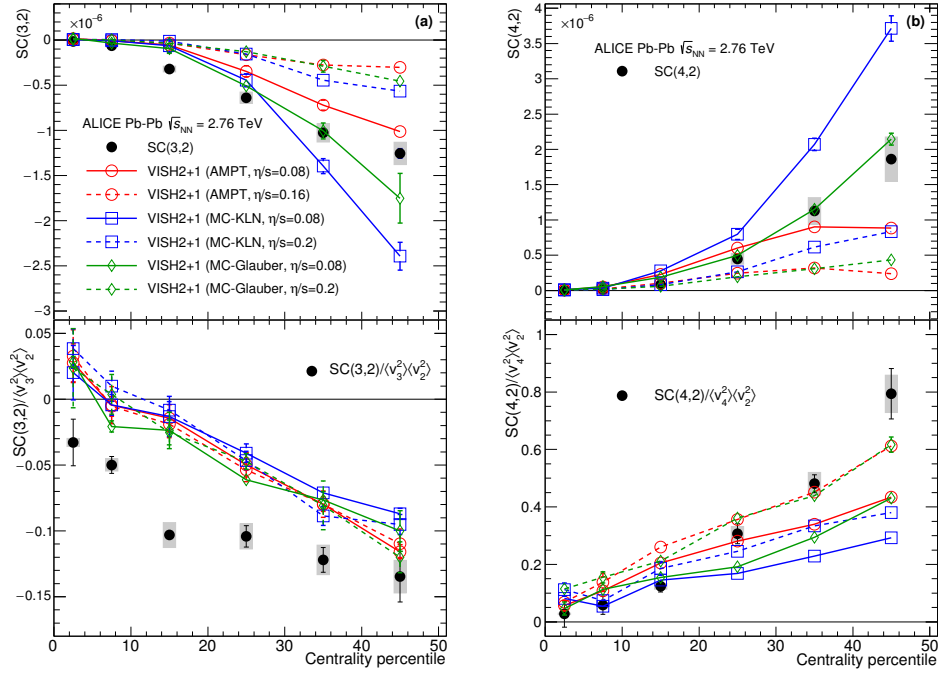 ×10⁻⁶
(a)
SC(3,2)
0
−0.5
−1
−1.5
−2
−2.5
−3
ALICE Pb-Pb √s_NN = 2.76 TeV
SC(3,2)
VISH2+1 (AMPT, η/s=0.08)
VISH2+1 (AMPT, η/s=0.16)
VISH2+1 (MC-KLN, η/s=0.08)
VISH2+1 (MC-KLN, η/s=0.2)
VISH2+1 (MC-Glauber, η/s=0.08)
VISH2+1 (MC-Glauber, η/s=0.2)
SC(3,2)/⟨v₃²⟩⟨v₂²⟩
0.05
0
−0.05
−0.1
−0.15
SC(3,2)/⟨v₃²⟩⟨v₂²⟩
0 10 20 30 40 50
Centrality percentile
×10⁻⁶
(b)
SC(4,2)
4
3.5
3
2.5
2
1.5
1
0.5
0
ALICE Pb-Pb √s_NN = 2.76 TeV
SC(4,2)
SC(4,2)/⟨v₄²⟩⟨v₂²⟩
1
0.8
0.6
0.4
0.2
0
SC(4,2)/⟨v₄²⟩⟨v₂²⟩
0 10 20 30 40 50
Centrality percentile